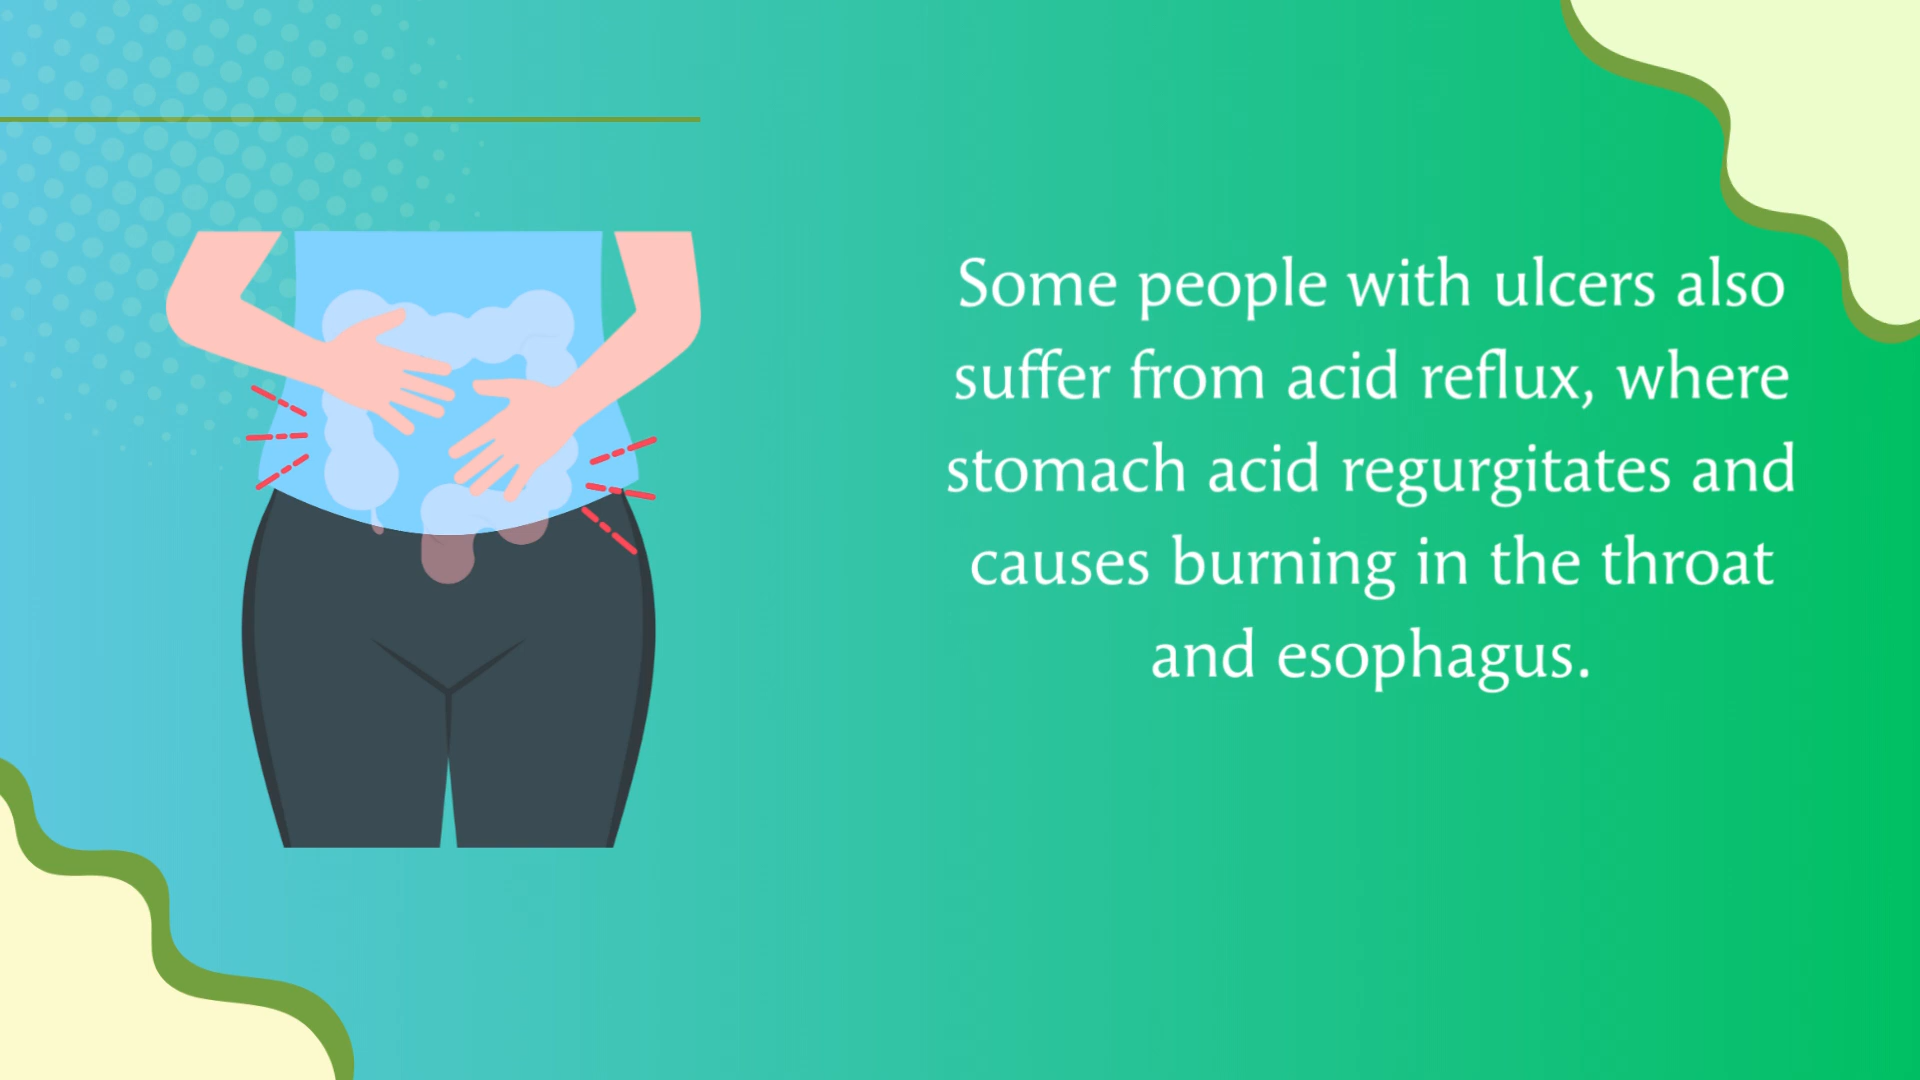 Some people with ulcers also
suffer from acid reflux, where
stomach acid regurgitates and
causes burning in the throat
and esophagus.